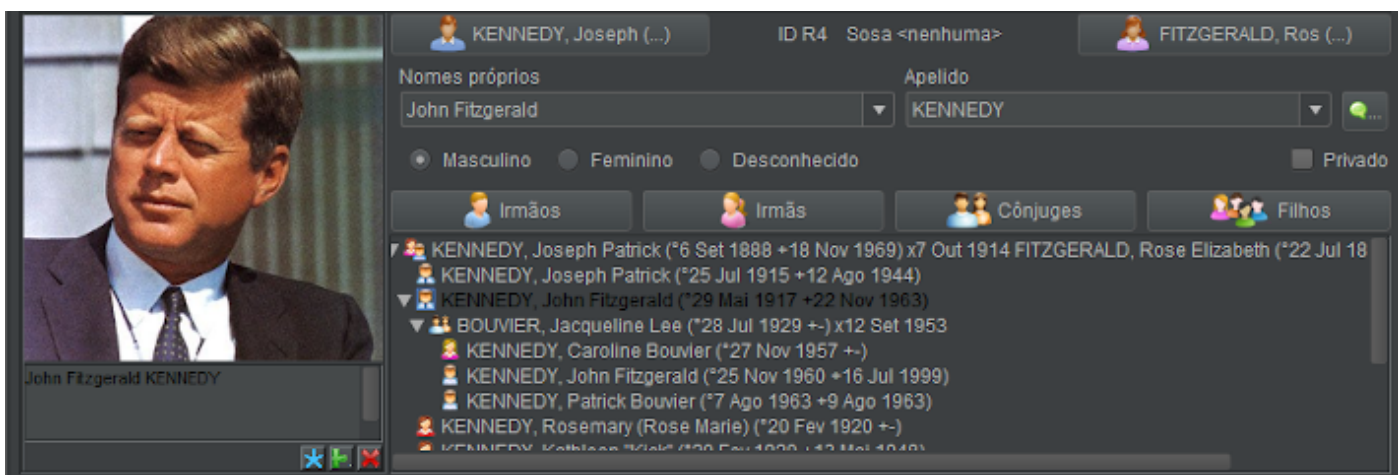 KENNEDY, Joseph (...)
ID R4 Sosa <nenhuma>
FITZGERALD, Ros (...)
Nomes próprios
Apelido
John Fitzgerald
KENNEDY
...
Masculino Feminino Desconhecido
Privado
Irmãos
Irmãs
Cônjuges
Filhos
KENNEDY, Joseph Patrick (°6 Set 1888 +18 Nov 1969) x7 Out 1914 FITZGERALD, Rose Elizabeth (°22 Jul 18
KENNEDY, Joseph Patrick (°25 Jul 1915 +12 Ago 1944)
KENNEDY, John Fitzgerald (°29 Mai 1917 +22 Nov 1963)
BOUVIER, Jacqueline Lee (°28 Jul 1929 +-) x12 Set 1953
KENNEDY, Caroline Bouvier (°27 Nov 1957 +-)
KENNEDY, John Fitzgerald (°25 Nov 1960 +16 Jul 1999)
KENNEDY, Patrick Bouvier (°7 Ago 1963 +9 Ago 1963)
KENNEDY, Rosemary (Rose Marie) (°20 Fev 1920 +-)
KENNEDY, Kathleen "Kick"
John Fitzgerald KENNEDY